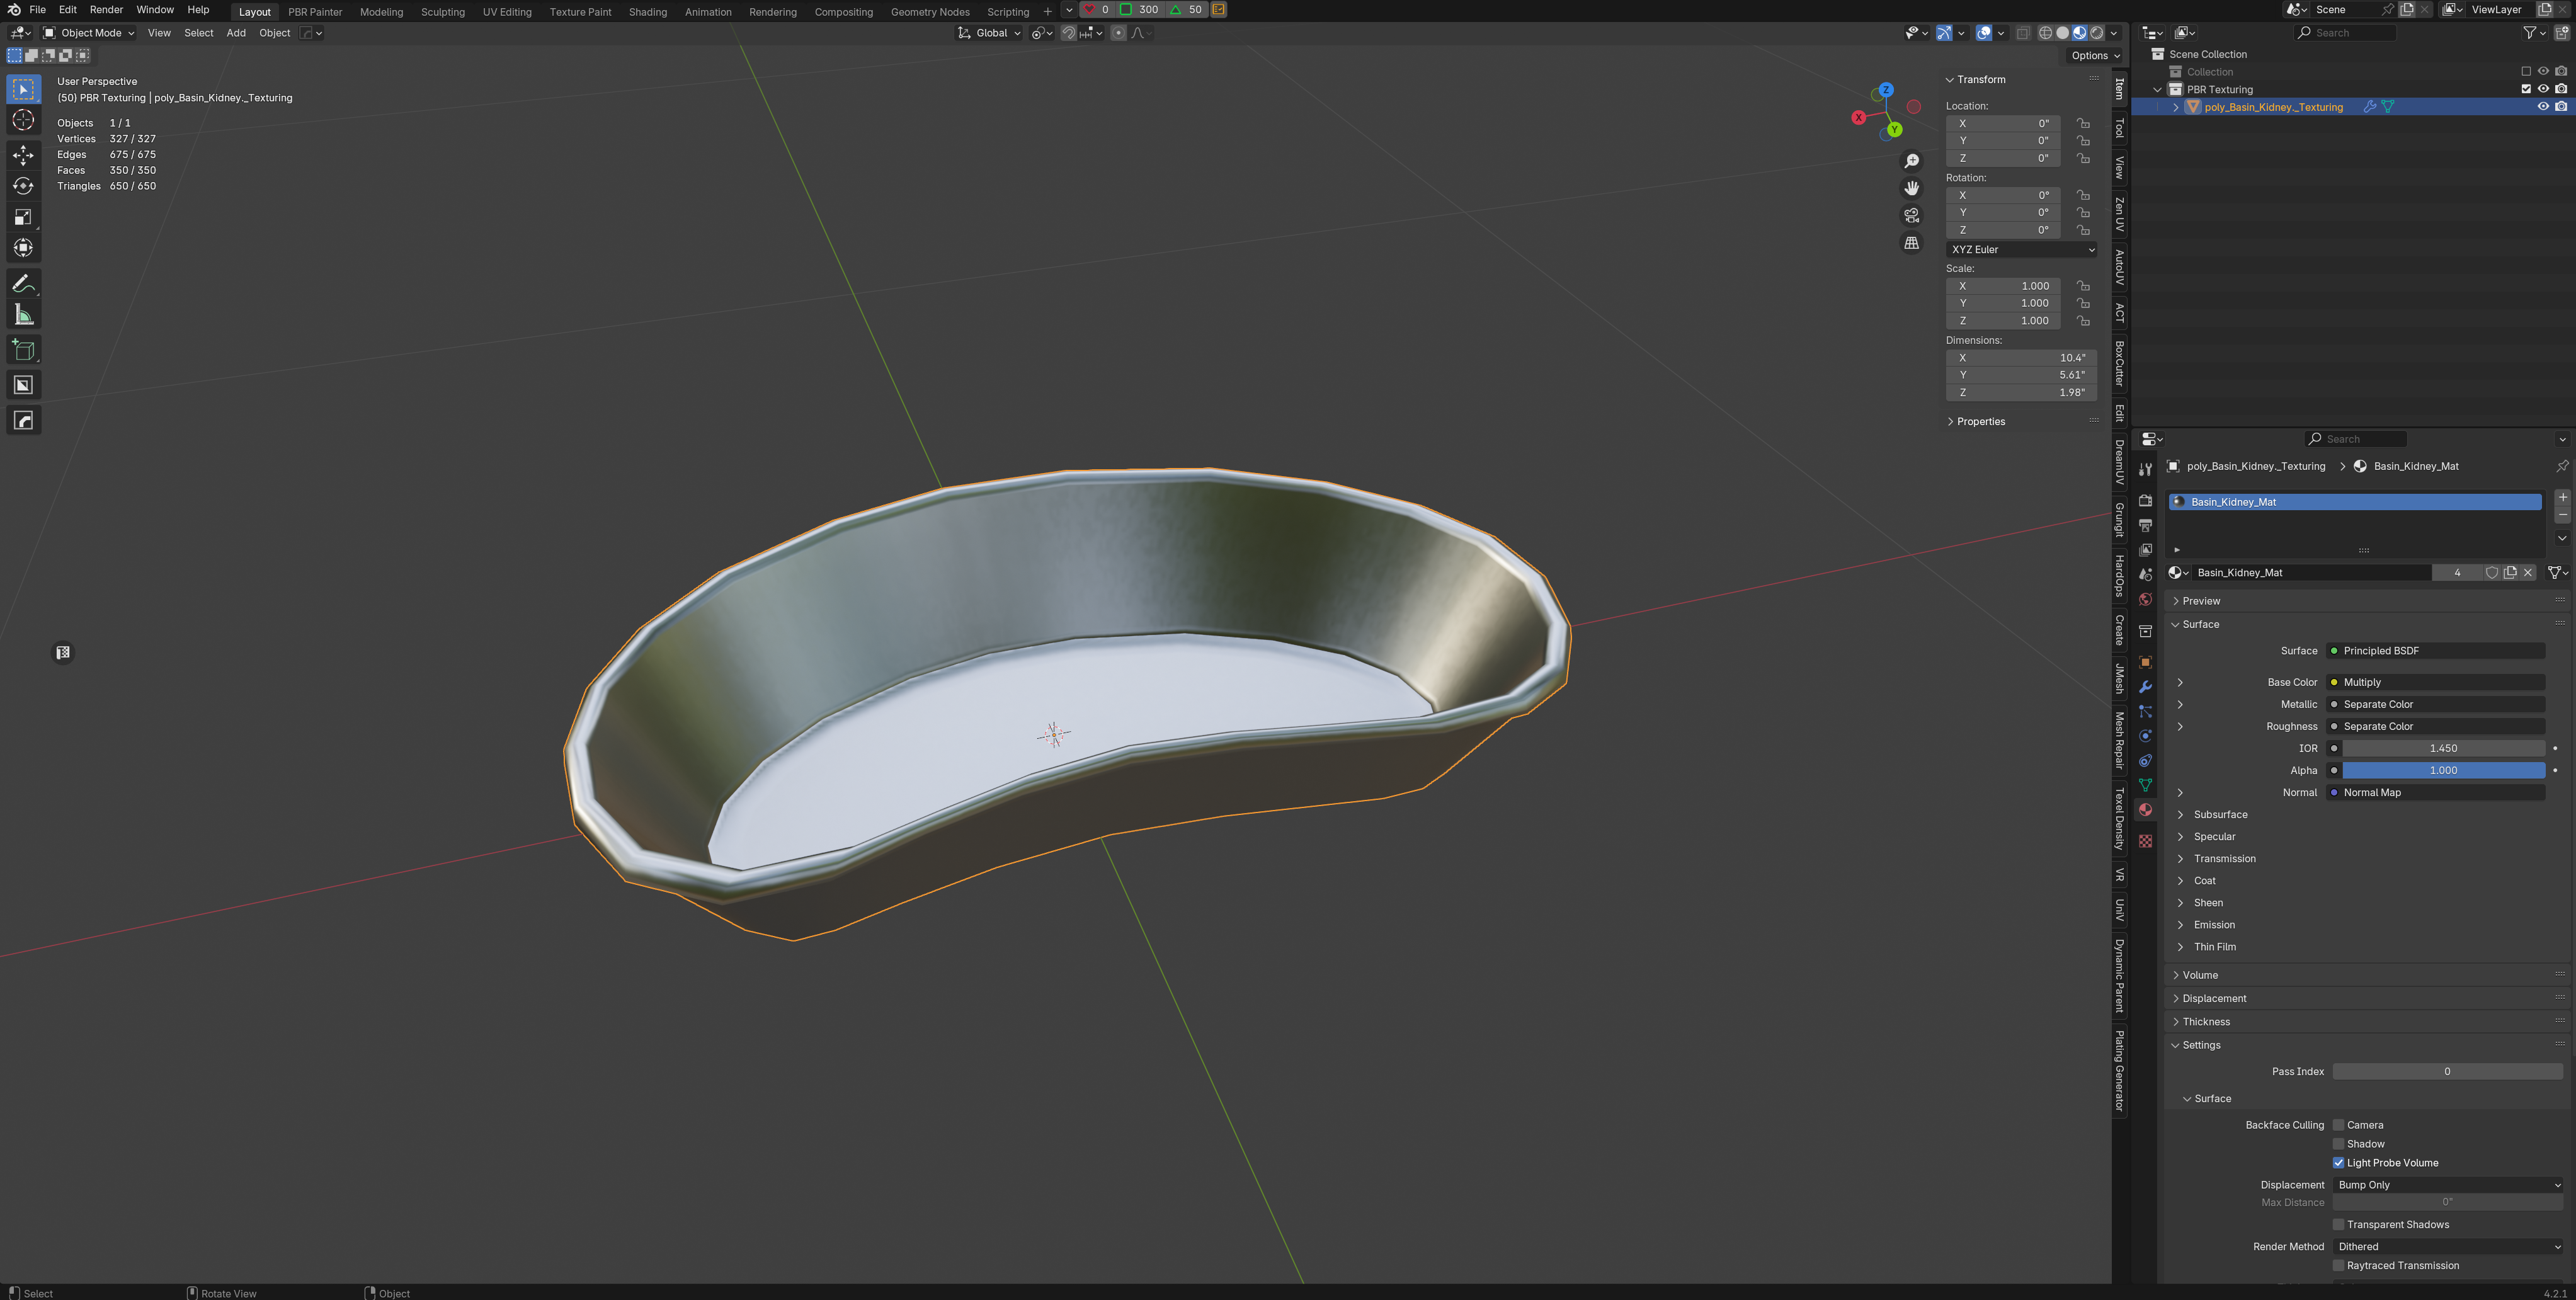 File Edit Render Window Help Layout PBR Painter Modeling Sculpting UV Editing Texture Paint Shading Animation Rendering Compositing Geometry Nodes Scripting + 0 300 50 Scene ViewLayer
Object Mode View Select Add Object Global Search
Options
User Perspective
(50) PBR Texturing | poly_Basin_Kidney._Texturing
Objects 1 / 1
Vertices 327 / 327
Edges 675 / 675
Faces 350 / 350
Triangles 650 / 650
Z
X
Y
Transform
Location:
X 0"
Y 0"
Z 0"
Rotation:
X 0°
Y 0°
Z 0°
XYZ Euler
Scale:
X 1.000
Y 1.000
Z 1.000
Dimensions:
X 10.4"
Y 5.61"
Z 1.98"
Properties
Item
Tool
View
Zen UV
AutoUV
ACT
BoxCutter
Edit
DreamUV
Grungit
HardOps
Create
JMesh
Mesh Repair
Texel Density
VR
UniV
Dynamic Parent
Plating Generator
Scene Collection
Collection
PBR Texturing
poly_Basin_Kidney._Texturing
Search
poly_Basin_Kidney._Texturing Basin_Kidney_Mat
Basin_Kidney_Mat
Basin_Kidney_Mat 4
Preview
Surface
Surface Principled BSDF
Base Color Multiply
Metallic Separate Color
Roughness Separate Color
IOR 1.450
Alpha 1.000
Normal Normal Map
Subsurface
Specular
Transmission
Coat
Sheen
Emission
Thin Film
Volume
Displacement
Thickness
Settings
Pass Index 0
Surface
Backface Culling Camera
Shadow
Light Probe Volume
Displacement Bump Only
Max Distance 0"
Transparent Shadows
Render Method Dithered
Raytraced Transmission
Select Rotate View Object 4.2.1